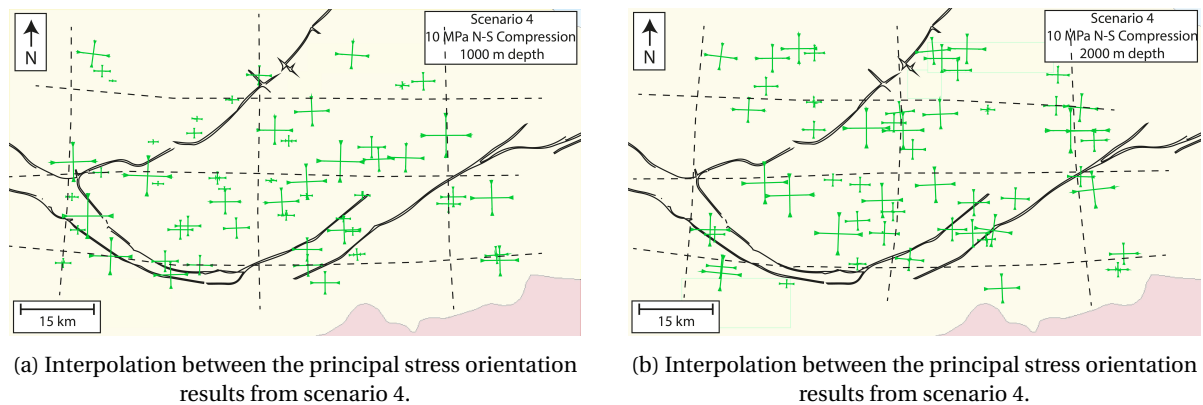 N
Scenario 4
10 MPa N-S Compression
1000 m depth
15 km
(a) Interpolation between the principal stress orientation
results from scenario 4.
N
Scenario 4
10 MPa N-S Compression
2000 m depth
15 km
(b) Interpolation between the principal stress orientation
results from scenario 4.